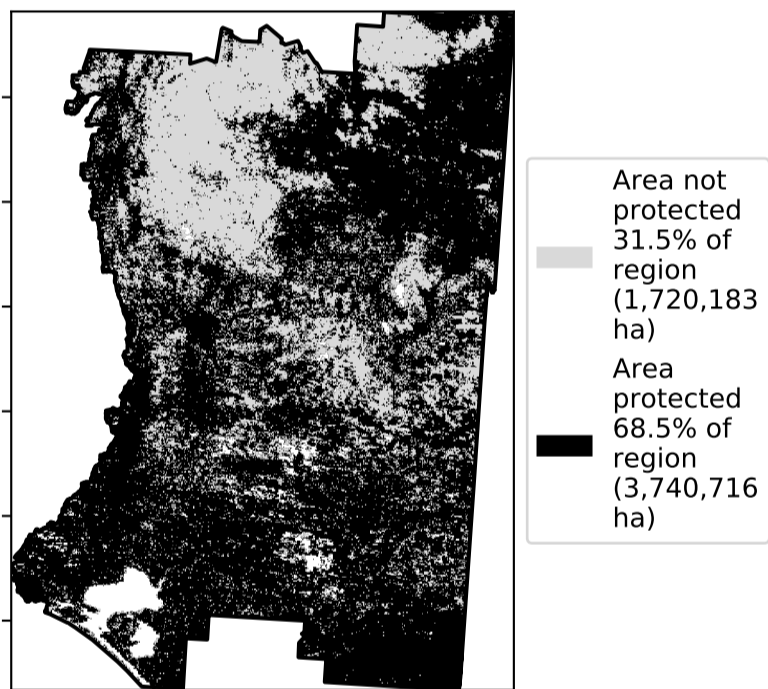 Area not
protected
31.5% of
region
(1,720,183
ha)
Area
protected
68.5% of
region
(3,740,716
ha)